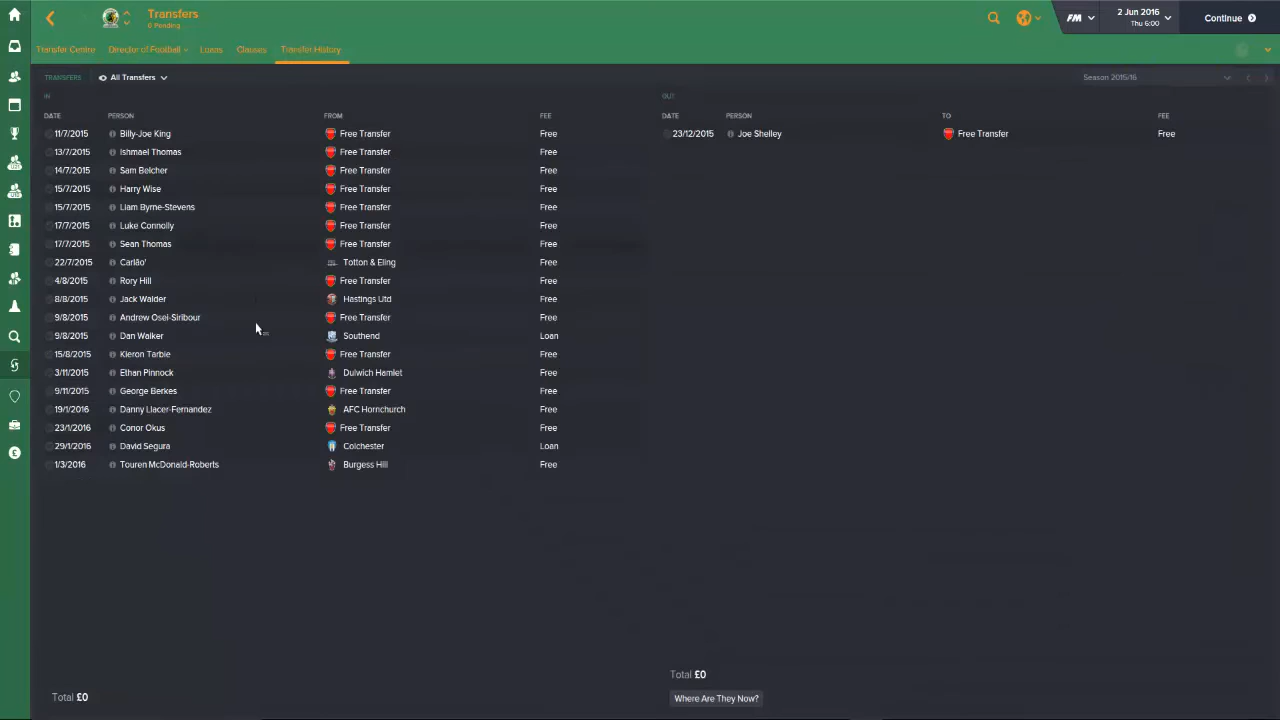 Transfers
0 Pending
FM
2 Jun 2016
Thu 6:00
Continue
Transfer Centre Director of Football Loans Clauses Transfer History
TRANSFERS All Transfers Season 2015/16
IN
DATE PERSON FROM FEE
11/7/2015 Billy-Joe King Free Transfer Free
13/7/2015 Ishmael Thomas Free Transfer Free
14/7/2015 Sam Belcher Free Transfer Free
15/7/2015 Harry Wise Free Transfer Free
15/7/2015 Liam Byrne-Stevens Free Transfer Free
17/7/2015 Luke Connolly Free Transfer Free
17/7/2015 Sean Thomas Free Transfer Free
22/7/2015 Carlão' Totton & Eling Free
4/8/2015 Rory Hill Free Transfer Free
8/8/2015 Jack Walder Hastings Utd Free
9/8/2015 Andrew Osei-Siribour Free Transfer Free
9/8/2015 Dan Walker Southend Loan
15/8/2015 Kieron Tarbie Free Transfer Free
3/11/2015 Ethan Pinnock Dulwich Hamlet Free
9/11/2015 George Berkes Free Transfer Free
19/1/2016 Danny Llacer-Fernandez AFC Hornchurch Free
23/1/2016 Conor Okus Free Transfer Free
29/1/2016 David Segura Colchester Loan
1/3/2016 Touren McDonald-Roberts Burgess Hill Free
Total £0
OUT
DATE PERSON TO FEE
23/12/2015 Joe Shelley Free Transfer Free
Total £0
Where Are They Now?